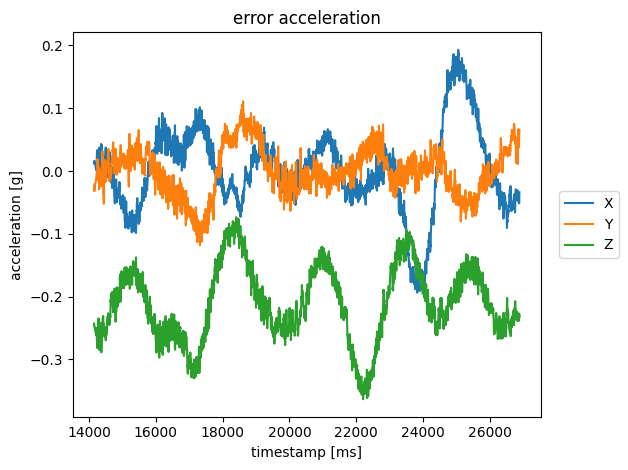 error acceleration
acceleration [g]
0.2
0.1
0.0
−0.1
−0.2
−0.3
14000 16000 18000 20000 22000 24000 26000
timestamp [ms]
X
Y
Z